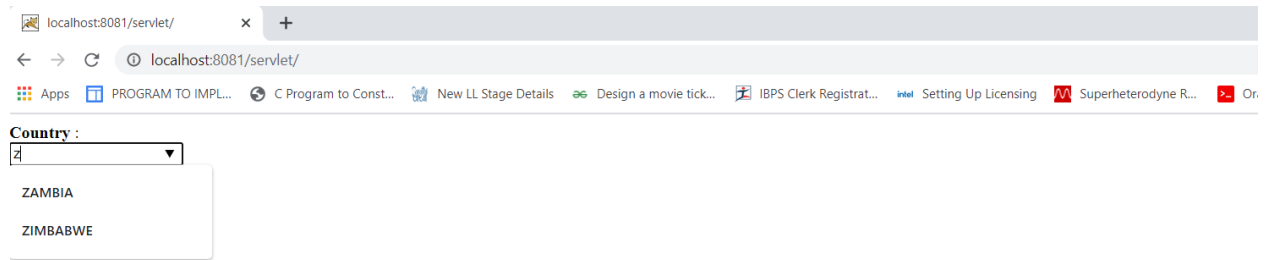 localhost:8081/servlet/
localhost:8081/servlet/
Apps PROGRAM TO IMPL... C Program to Const... New LL Stage Details Design a movie tick... IBPS Clerk Registrat... intel Setting Up Licensing Superheterodyne R... Or
Country :
z
ZAMBIA
ZIMBABWE